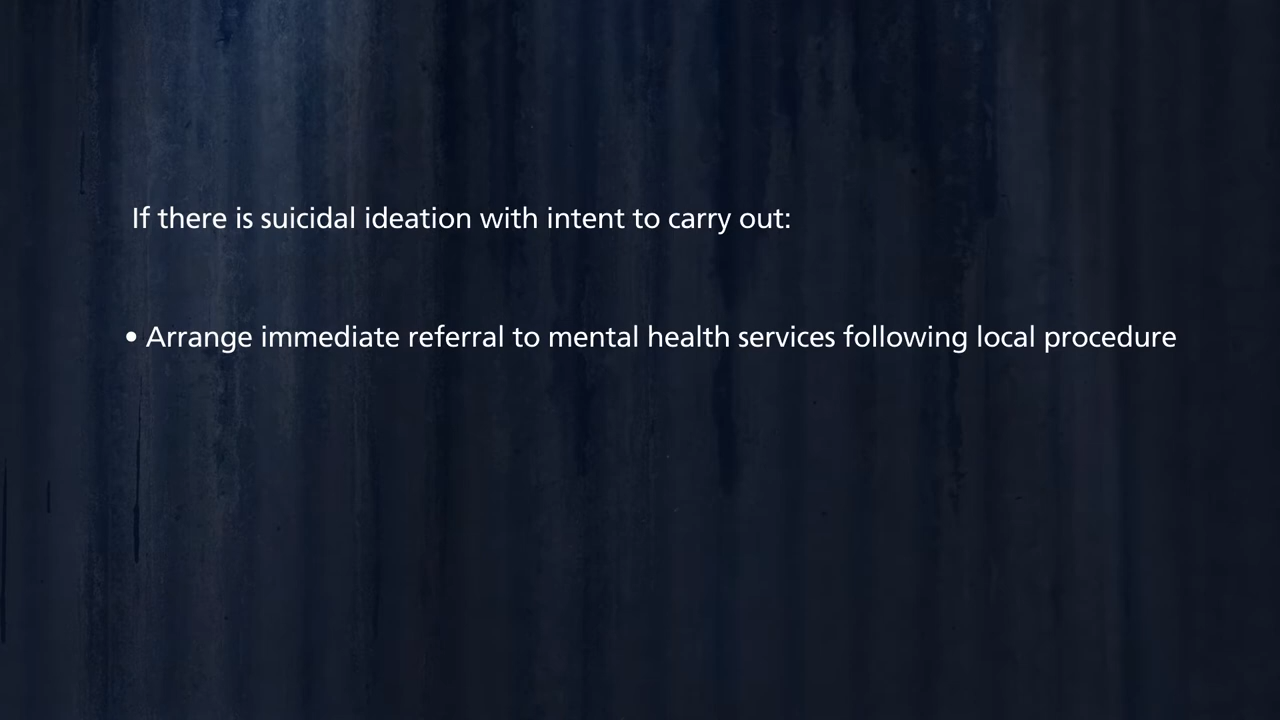 If there is suicidal ideation with intent to carry out:
• Arrange immediate referral to mental health services following local procedure